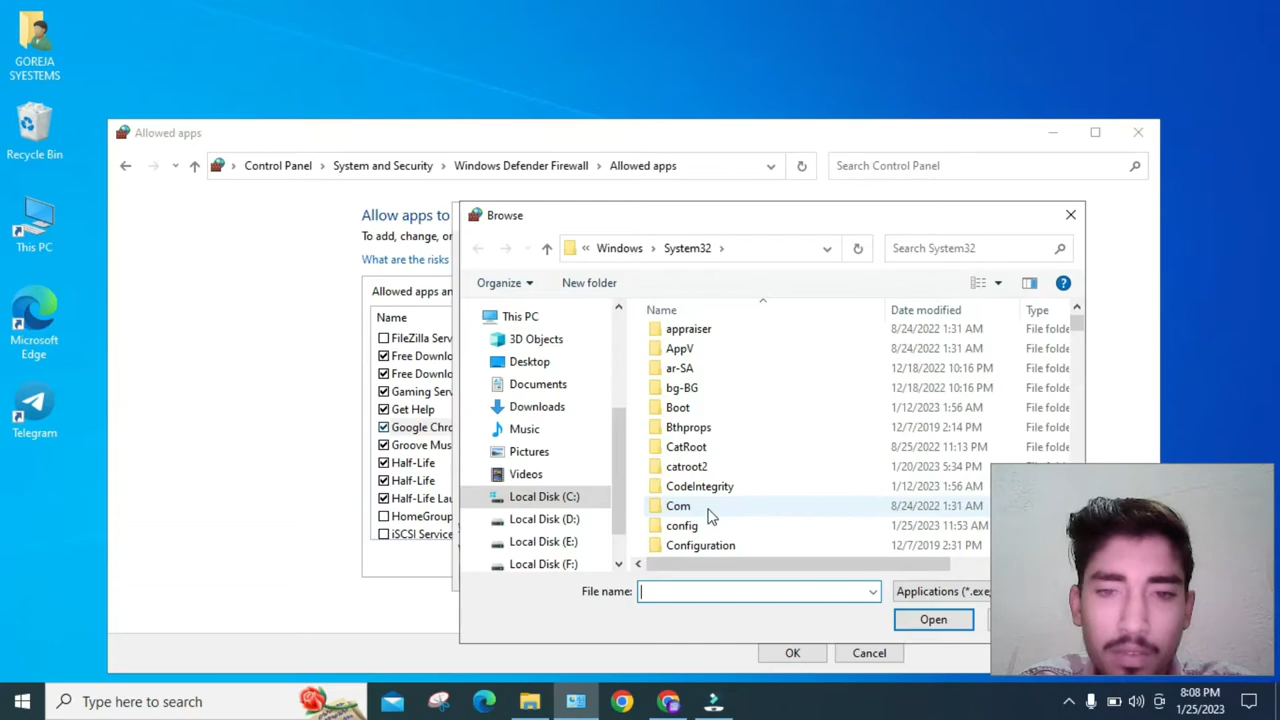 GOREJA
SYESTEMS
Recycle Bin
This PC
Microsoft
Edge
Telegram
Allowed apps
Control Panel > System and Security > Windows Defender Firewall > Allowed apps
Search Control Panel
Allow apps to
To add, change, or
What are the risks
Allowed apps an
Name
FileZilla Serv
Free Downlo
Free Downlo
Gaming Serv
Get Help
Google Chro
Groove Mus
Half-Life
Half-Life
Half-Life Lau
HomeGroup
iSCSI Service
OK
Cancel
Browse
« Windows > System32 >
Search System32
Organize
New folder
This PC
3D Objects
Desktop
Documents
Downloads
Music
Pictures
Videos
Local Disk (C:)
Local Disk (D:)
Local Disk (E:)
Local Disk (F:)
Name Date modified Type
appraiser 8/24/2022 1:31 AM File folde
AppV 8/24/2022 1:31 AM File folde
ar-SA 12/18/2022 10:16 PM File folde
bg-BG 12/18/2022 10:16 PM File folde
Boot 1/12/2023 1:56 AM File folde
Bthprops 12/7/2019 2:14 PM File folde
CatRoot 8/25/2022 11:13 PM File folde
catroot2 1/20/2023 5:34 PM
CodeIntegrity 1/12/2023 1:56 AM
Com 8/24/2022 1:31 AM
config 1/25/2023 11:53 AM
Configuration 12/7/2019 2:31 PM
File name:
Applications (*.exe
Open
Type here to search
8:08 PM
1/25/2023